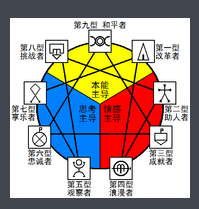 第九型 和平者
第八型
挑战者
第一型
改革者
本能
主导
思考
主导
情感
主导
第七型
享乐者
第二型
助人者
第六型
忠诚者
第三型
成就者
第五型
观察者
第四型
浪漫者